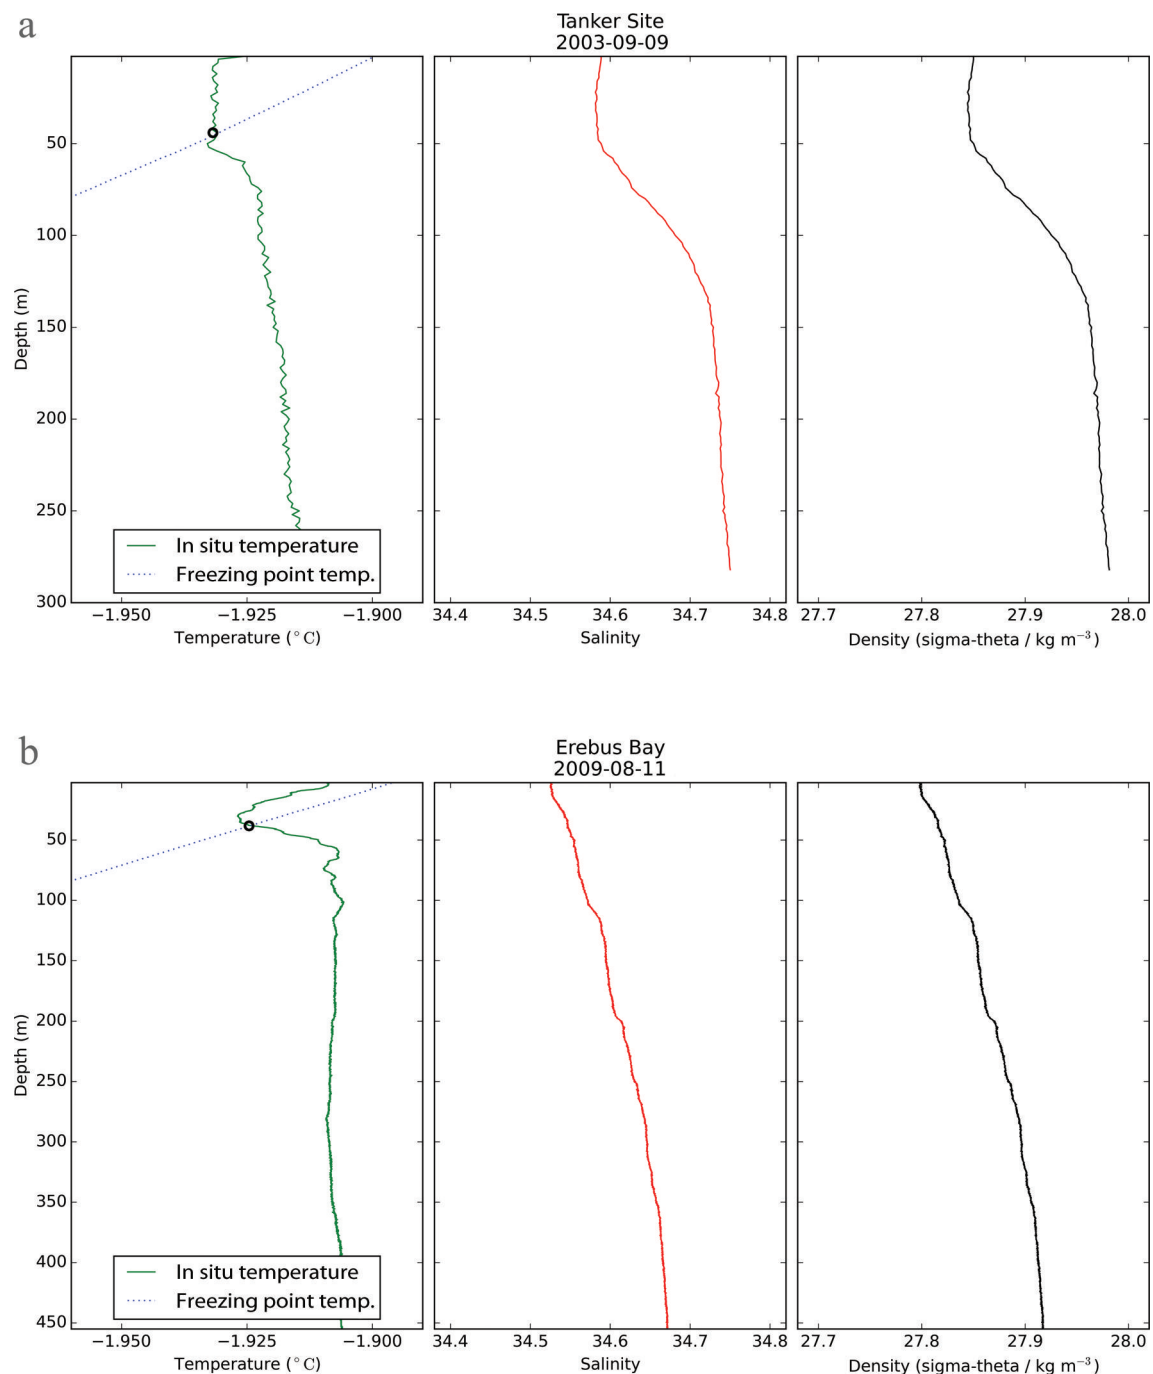 a
Tanker Site
2003-09-09
50
100
150
200
250
300
Depth (m)
In situ temperature
Freezing point temp.
−1.950 −1.925 −1.900
Temperature (°C)
34.4 34.5 34.6 34.7 34.8
Salinity
27.7 27.8 27.9 28.0
Density (sigma-theta / kg m⁻³)
b
Erebus Bay
2009-08-11
50
100
150
200
250
300
350
400
450
Depth (m)
In situ temperature
Freezing point temp.
−1.950 −1.925 −1.900
Temperature (°C)
34.4 34.5 34.6 34.7 34.8
Salinity
27.7 27.8 27.9 28.0
Density (sigma-theta / kg m⁻³)